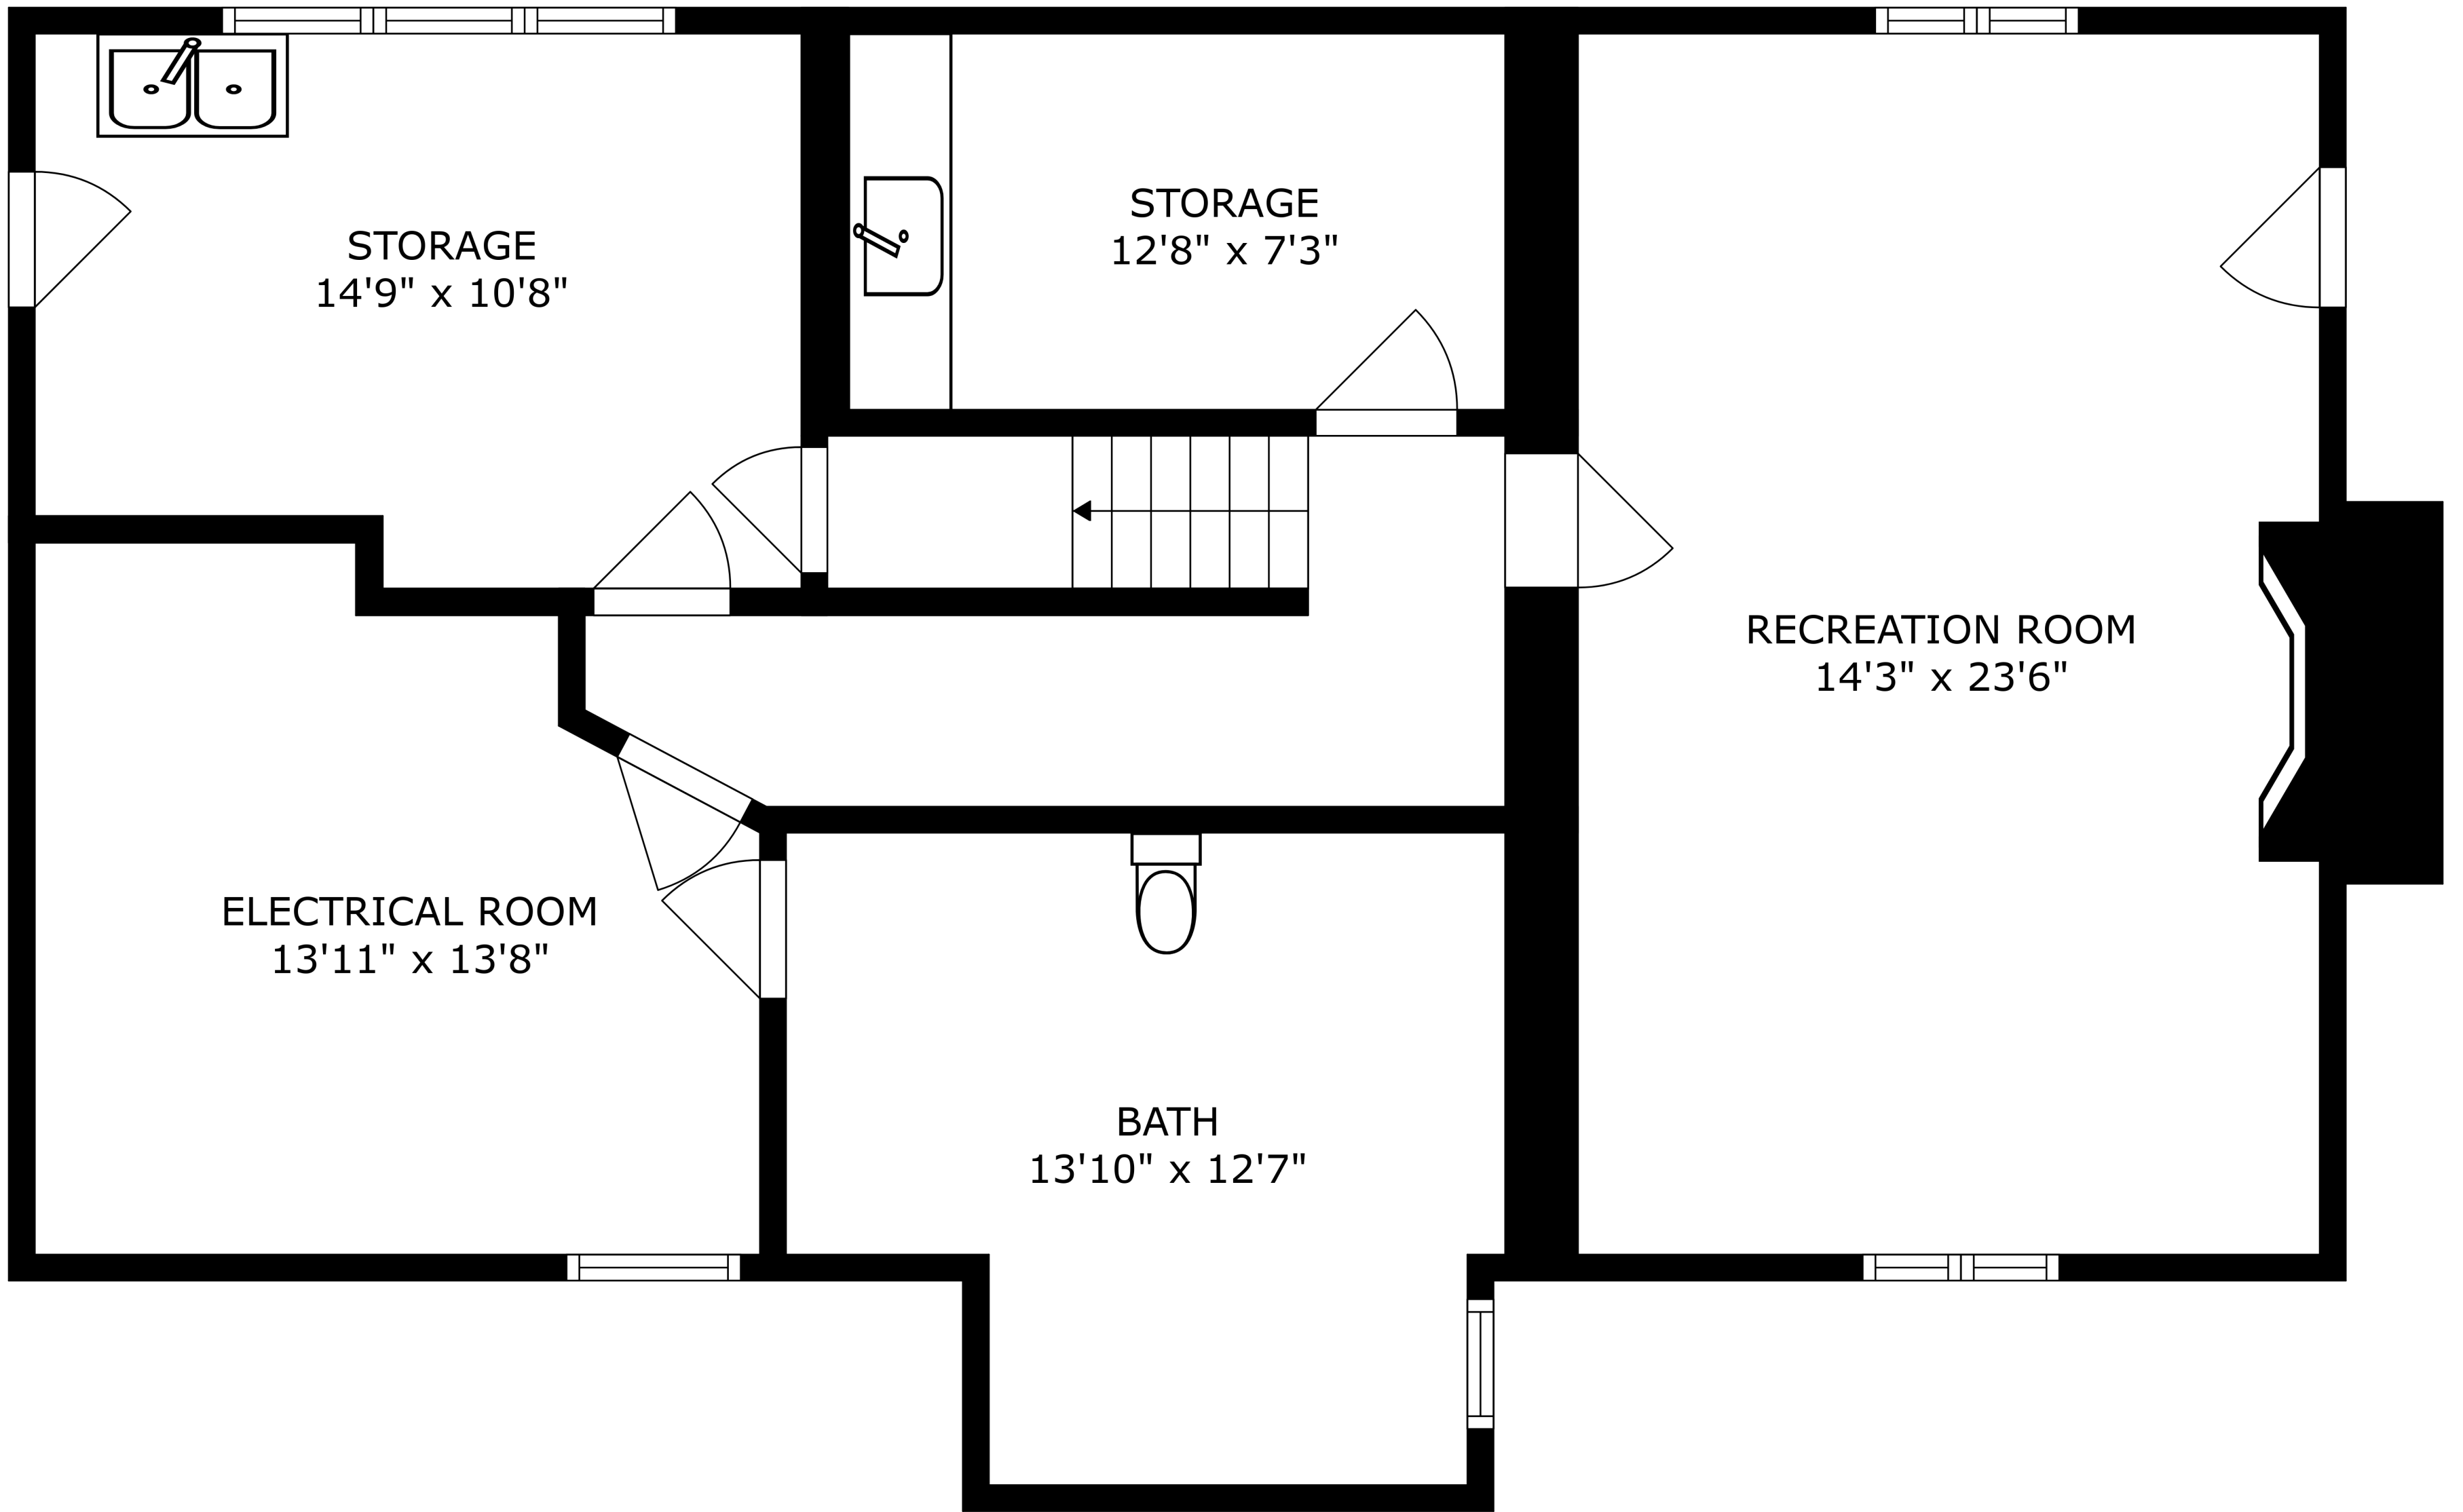 STORAGE
14'9" x 10'8"
STORAGE
12'8" x 7'3"
RECREATION ROOM
14'3" x 23'6"
ELECTRICAL ROOM
13'11" x 13'8"
BATH
13'10" x 12'7"